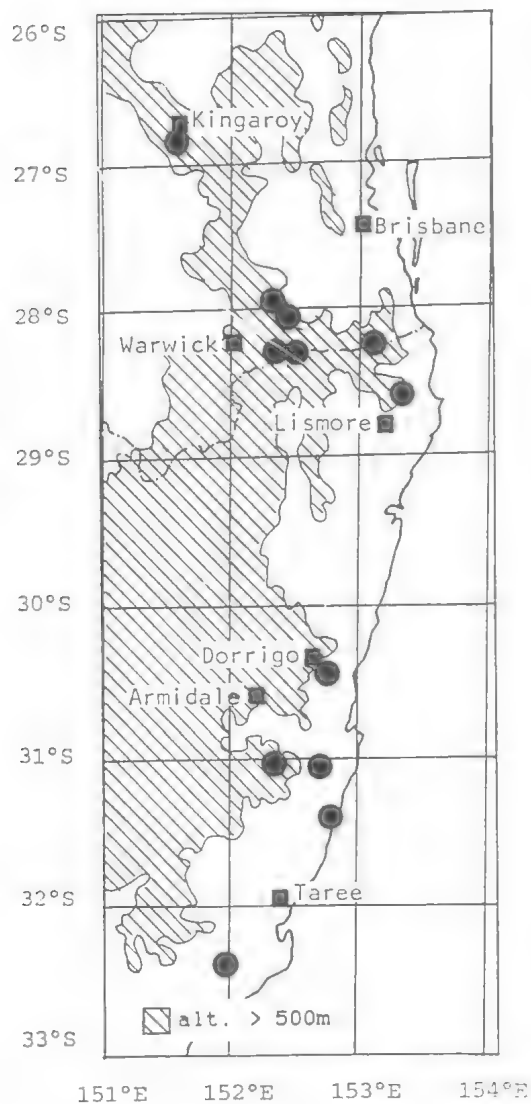 26°S
Kingaroy
27°S
Brisbane
28°S
Warwick
Lismore
29°S
30°S
Dorrigo
Armidale
31°S
32°S
Taree
alt. > 500m
33°S
151°E 152°E 153°E 154°E